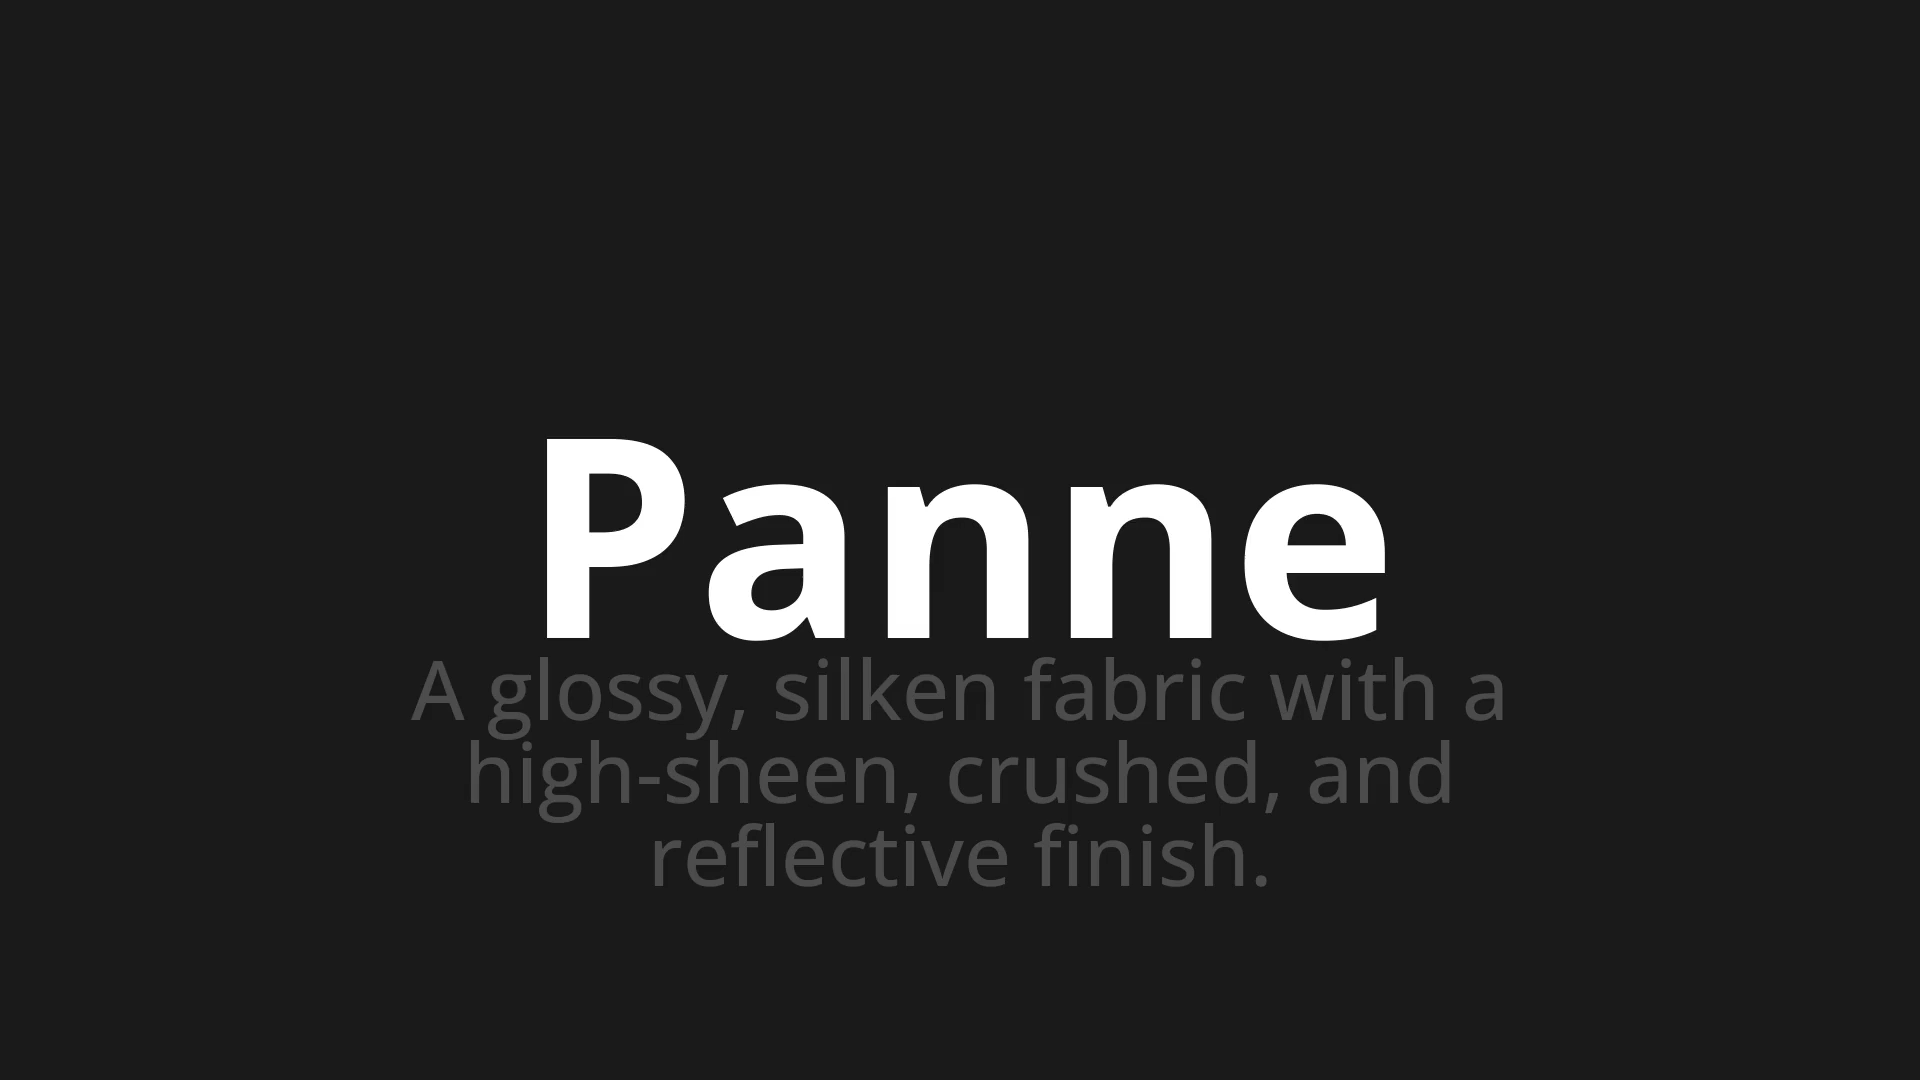 Panne
A glossy, silken fabric with a
high-sheen, crushed, and
reflective finish.